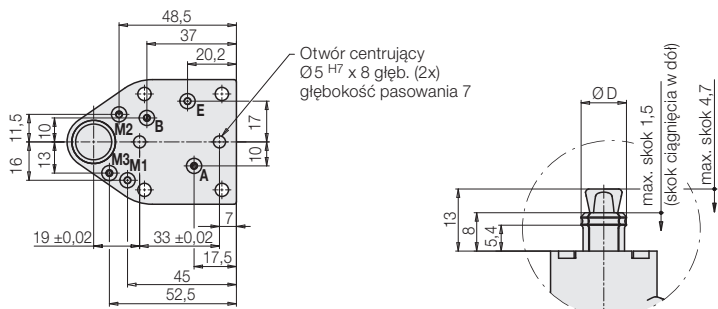 48,5
37
20,2
Otwór centrujący
Ø 5 H7 x 8 głęb. (2x)
głębokość pasowania 7
11,5
10
16
13
M2
B
E
M3
M1
A
17
10
7
19 ±0,02
33 ±0,02
17,5
45
52,5
Ø D
13
8
5,4
max. skok 1,5
(skok ciągnięcia w dół)
max. skok 4,7